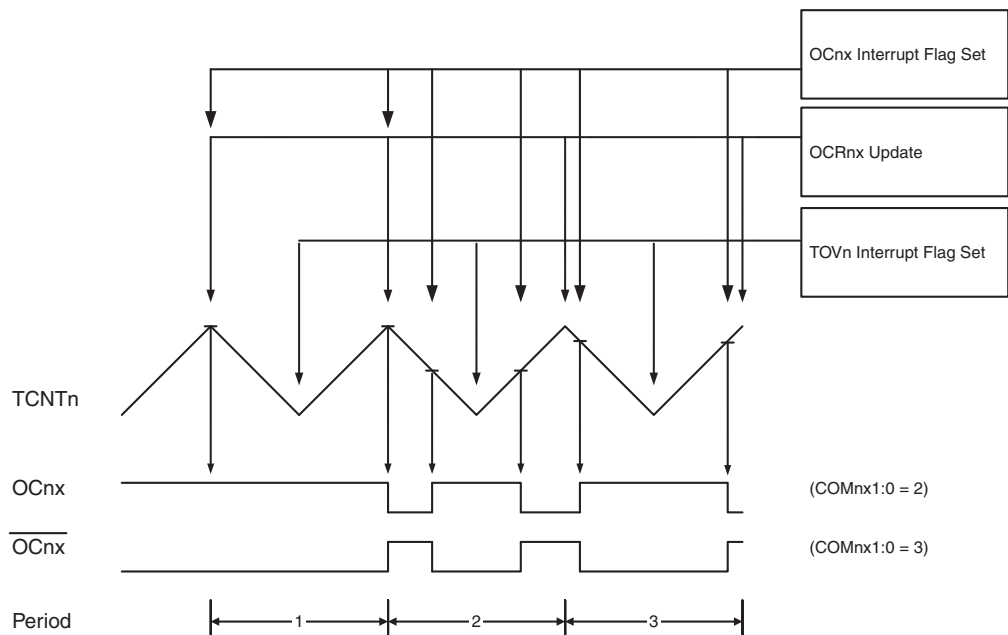 OCnx Interrupt Flag Set
OCRnx Update
TOVn Interrupt Flag Set
TCNTn
OCnx
(COMnx1:0 = 2)
OCnx
(COMnx1:0 = 3)
Period
1
2
3